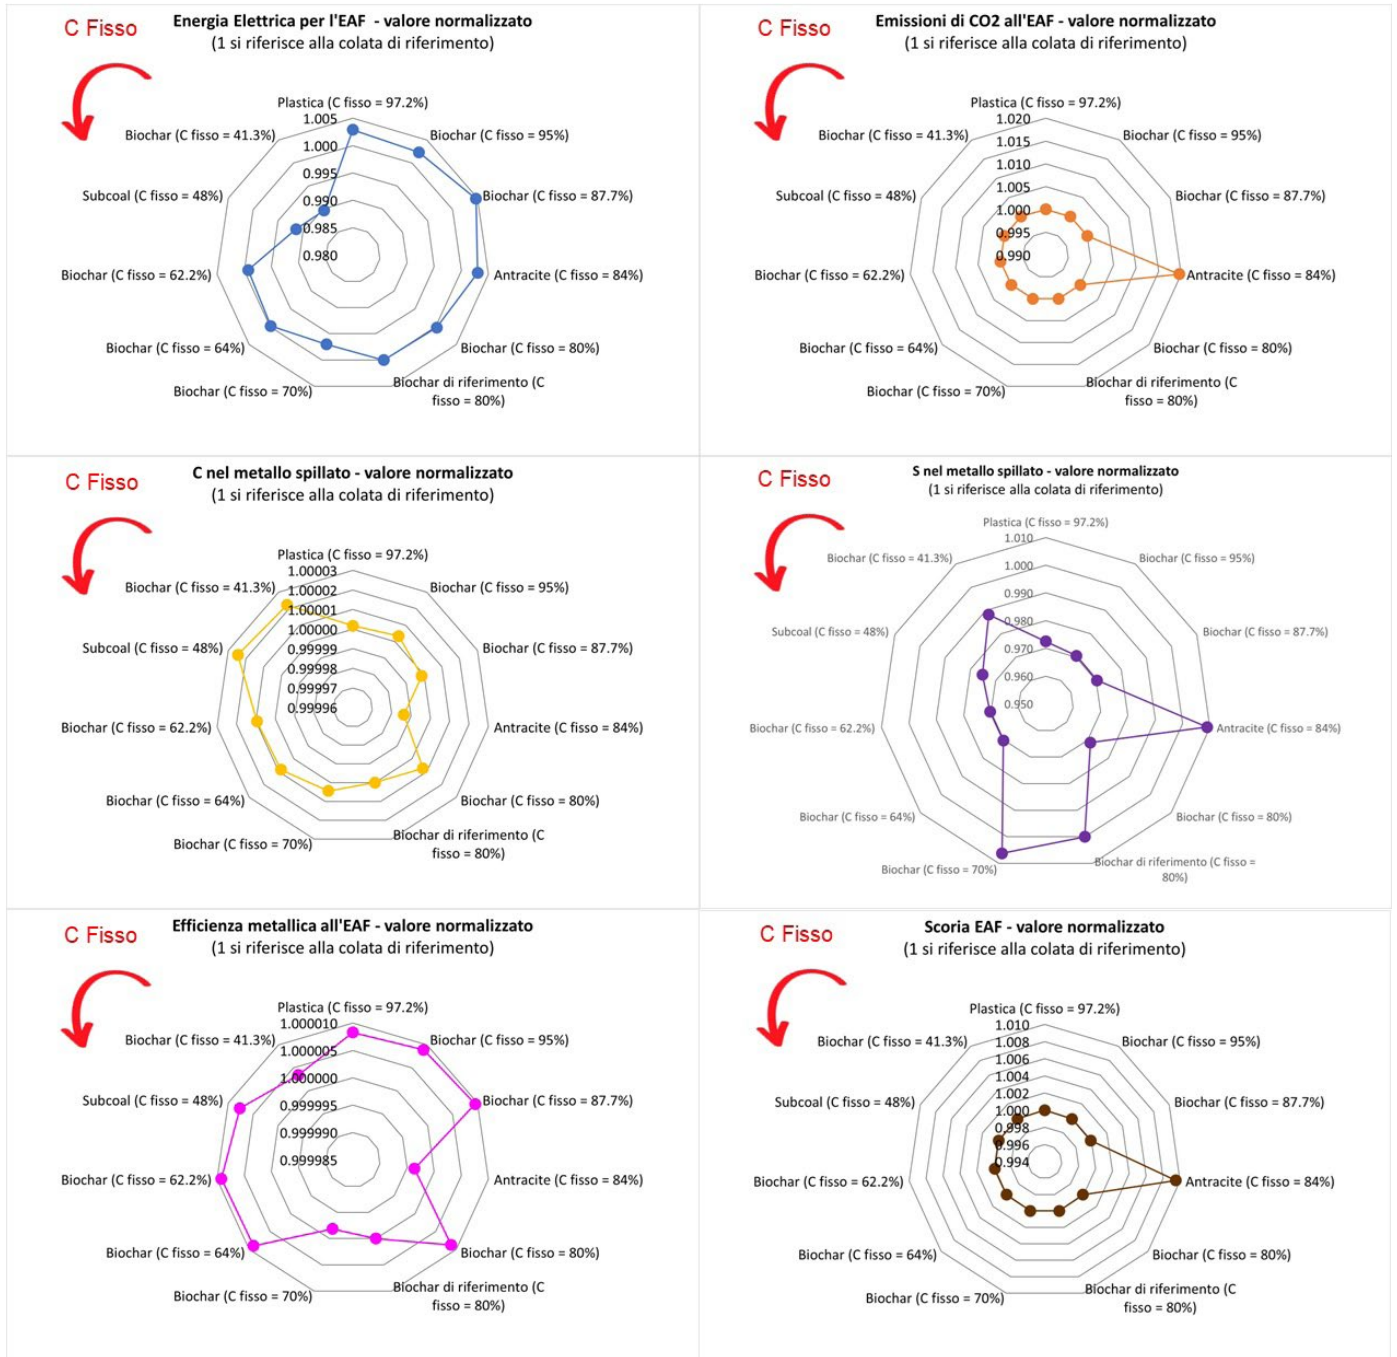 C Fisso
Energia Elettrica per l'EAF - valore normalizzato
(1 si riferisce alla colata di riferimento)
Plastica (C fisso = 97.2%)
Biochar (C fisso = 95%)
Biochar (C fisso = 87.7%)
Antracite (C fisso = 84%)
Biochar (C fisso = 80%)
Biochar di riferimento (C
fisso = 80%)
Biochar (C fisso = 70%)
Biochar (C fisso = 64%)
Biochar (C fisso = 62.2%)
Subcoal (C fisso = 48%)
Biochar (C fisso = 41.3%)
1.005
1.000
0.995
0.990
0.985
0.980
C Fisso
Emissioni di CO2 all'EAF - valore normalizzato
(1 si riferisce alla colata di riferimento)
Plastica (C fisso = 97.2%)
Biochar (C fisso = 95%)
Biochar (C fisso = 87.7%)
Antracite (C fisso = 84%)
Biochar (C fisso = 80%)
Biochar di riferimento (C
fisso = 80%)
Biochar (C fisso = 70%)
Biochar (C fisso = 64%)
Biochar (C fisso = 62.2%)
Subcoal (C fisso = 48%)
Biochar (C fisso = 41.3%)
1.020
1.015
1.010
1.005
1.000
0.995
0.990
C Fisso
C nel metallo spillato - valore normalizzato
(1 si riferisce alla colata di riferimento)
Plastica (C fisso = 97.2%)
Biochar (C fisso = 95%)
Biochar (C fisso = 87.7%)
Antracite (C fisso = 84%)
Biochar (C fisso = 80%)
Biochar di riferimento (C
fisso = 80%)
Biochar (C fisso = 70%)
Biochar (C fisso = 64%)
Biochar (C fisso = 62.2%)
Subcoal (C fisso = 48%)
Biochar (C fisso = 41.3%)
1.00003
1.00002
1.00001
1.00000
0.99999
0.99998
0.99997
0.99996
C Fisso
S nel metallo spillato - valore normalizzato
(1 si riferisce alla colata di riferimento)
Plastica (C fisso = 97.2%)
Biochar (C fisso = 95%)
Biochar (C fisso = 87.7%)
Antracite (C fisso = 84%)
Biochar (C fisso = 80%)
Biochar di riferimento (C fisso =
80%)
Biochar (C fisso = 70%)
Biochar (C fisso = 64%)
Biochar (C fisso = 62.2%)
Subcoal (C fisso = 48%)
Biochar (C fisso = 41.3%)
1.010
1.000
0.990
0.980
0.970
0.960
0.950
C Fisso
Efficienza metallica all'EAF - valore normalizzato
(1 si riferisce alla colata di riferimento)
Plastica (C fisso = 97.2%)
Biochar (C fisso = 95%)
Biochar (C fisso = 87.7%)
Antracite (C fisso = 84%)
Biochar (C fisso = 80%)
Biochar di riferimento (C
fisso = 80%)
Biochar (C fisso = 70%)
Biochar (C fisso = 64%)
Biochar (C fisso = 62.2%)
Subcoal (C fisso = 48%)
Biochar (C fisso = 41.3%)
1.000010
1.000005
1.000000
0.999995
0.999990
0.999985
C Fisso
Scoria EAF - valore normalizzato
(1 si riferisce alla colata di riferimento)
Plastica (C fisso = 97.2%)
Biochar (C fisso = 95%)
Biochar (C fisso = 87.7%)
Antracite (C fisso = 84%)
Biochar (C fisso = 80%)
Biochar di riferimento (C
fisso = 80%)
Biochar (C fisso = 70%)
Biochar (C fisso = 64%)
Biochar (C fisso = 62.2%)
Subcoal (C fisso = 48%)
Biochar (C fisso = 41.3%)
1.010
1.008
1.006
1.004
1.002
1.000
0.998
0.996
0.994